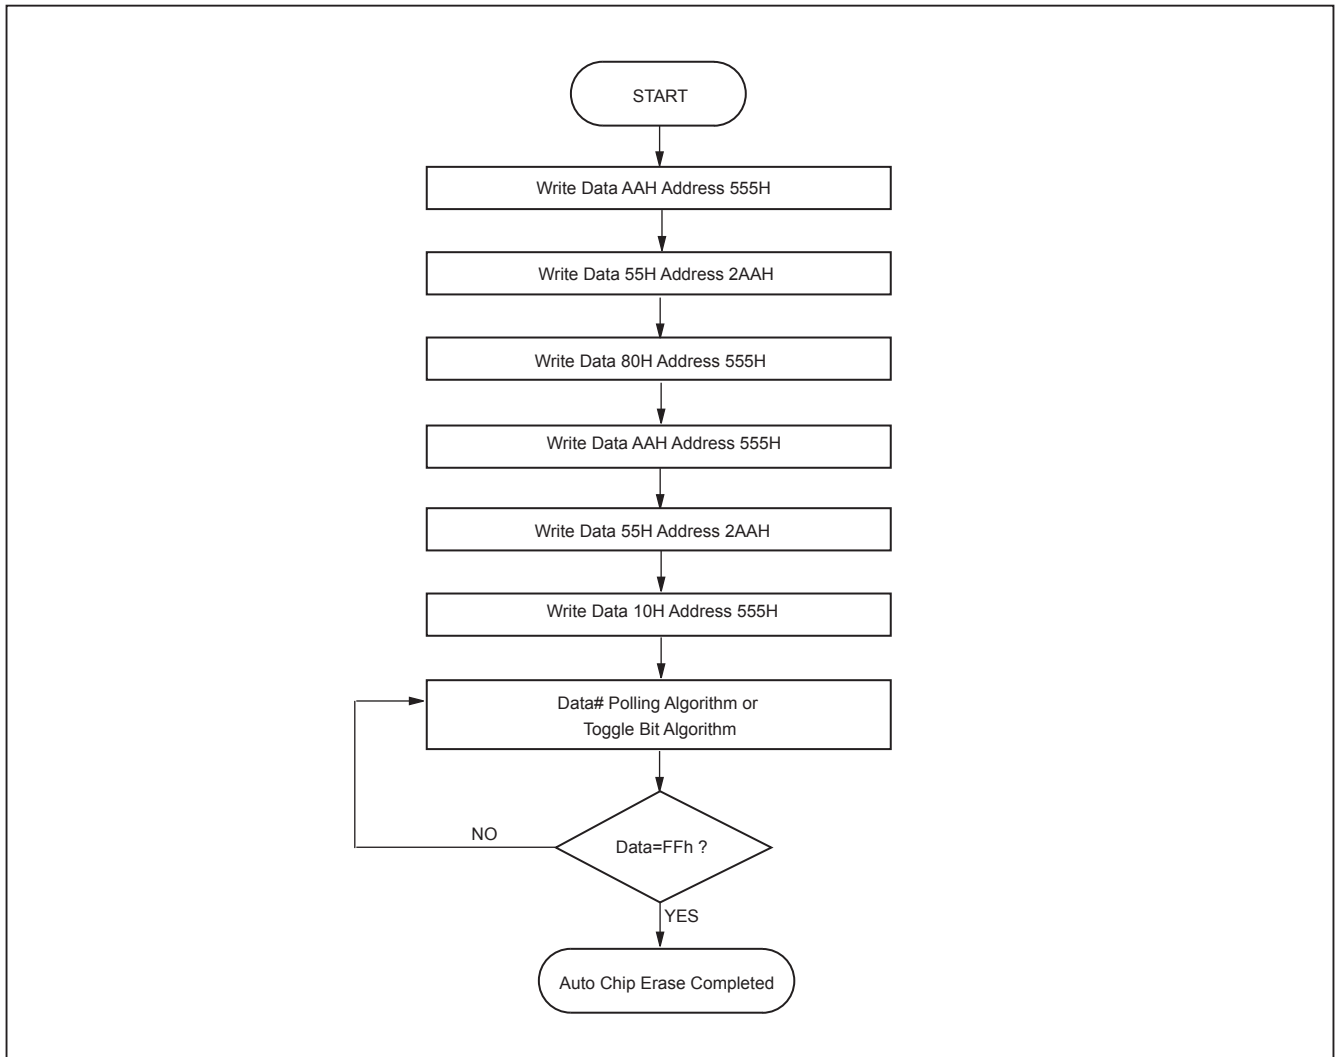 START
Write Data AAH Address 555H
Write Data 55H Address 2AAH
Write Data 80H Address 555H
Write Data AAH Address 555H
Write Data 55H Address 2AAH
Write Data 10H Address 555H
Data# Polling Algorithm or
Toggle Bit Algorithm
NO
Data=FFh ?
YES
Auto Chip Erase Completed